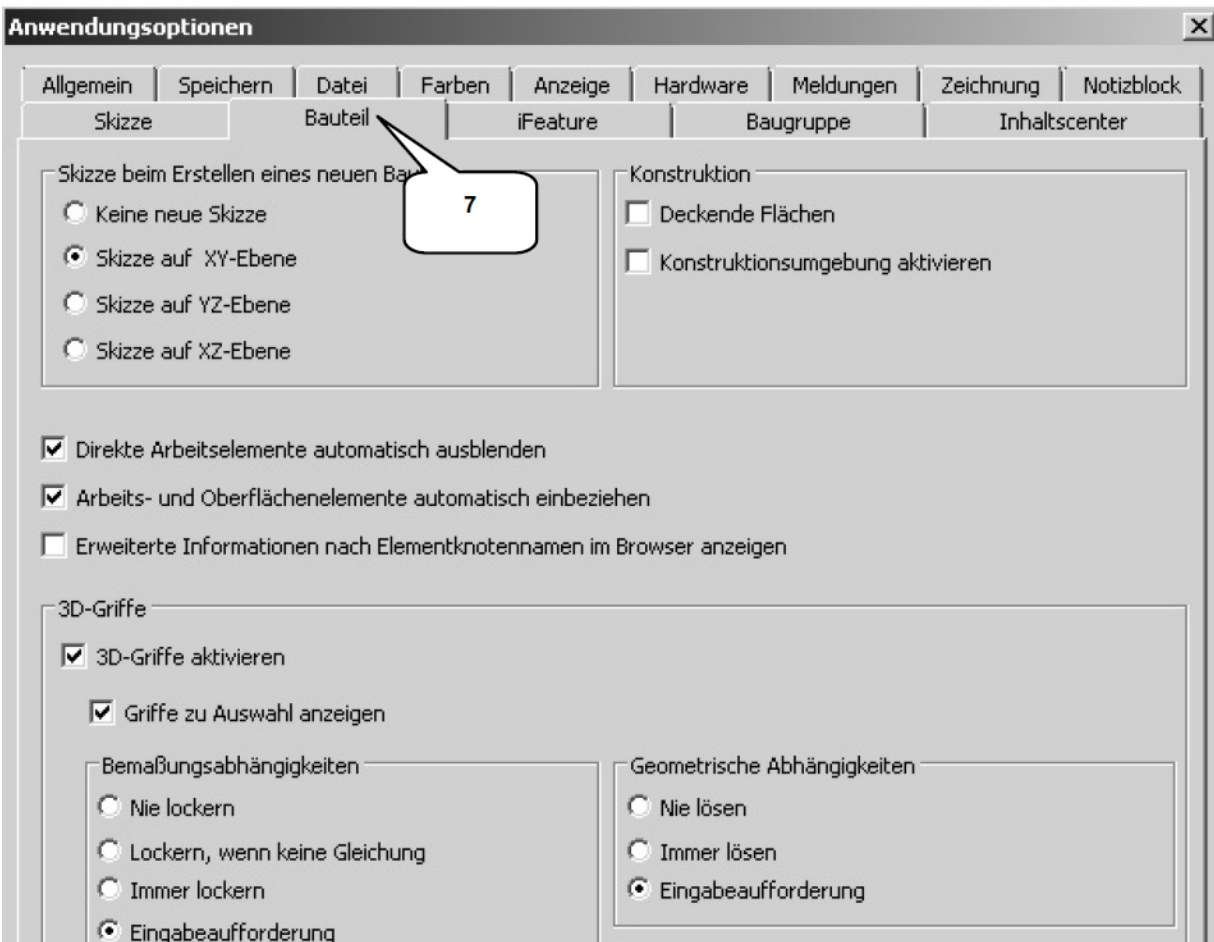 Anwendungsoptionen
Allgemein Speichern Datei Farben Anzeige Hardware Meldungen Zeichnung Notizblock
Skizze Bauteil iFeature Baugruppe Inhaltscenter
7
Skizze beim Erstellen eines neuen Bau
Keine neue Skizze
Skizze auf XY-Ebene
Skizze auf YZ-Ebene
Skizze auf XZ-Ebene
Konstruktion
Deckende Flächen
Konstruktionsumgebung aktivieren
Direkte Arbeitselemente automatisch ausblenden
Arbeits- und Oberflächenelemente automatisch einbeziehen
Erweiterte Informationen nach Elementknotennamen im Browser anzeigen
3D-Griffe
3D-Griffe aktivieren
Griffe zu Auswahl anzeigen
Bemaßungsabhängigkeiten
Nie lockern
Lockern, wenn keine Gleichung
Immer lockern
Eingabeaufforderung
Geometrische Abhängigkeiten
Nie lösen
Immer lösen
Eingabeaufforderung